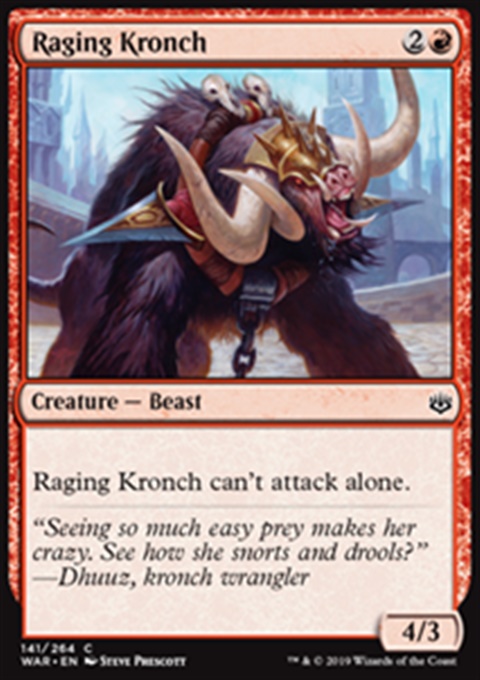 Raging Kronch 2
Creature — Beast
Raging Kronch can't attack alone.
“Seeing so much easy prey makes her
crazy. See how she snorts and drools?”
—Dhuuz, kronch wrangler
4/3
141/264 C
WAR • EN Steve Prescott
™ & © 2019 Wizards of the Coast